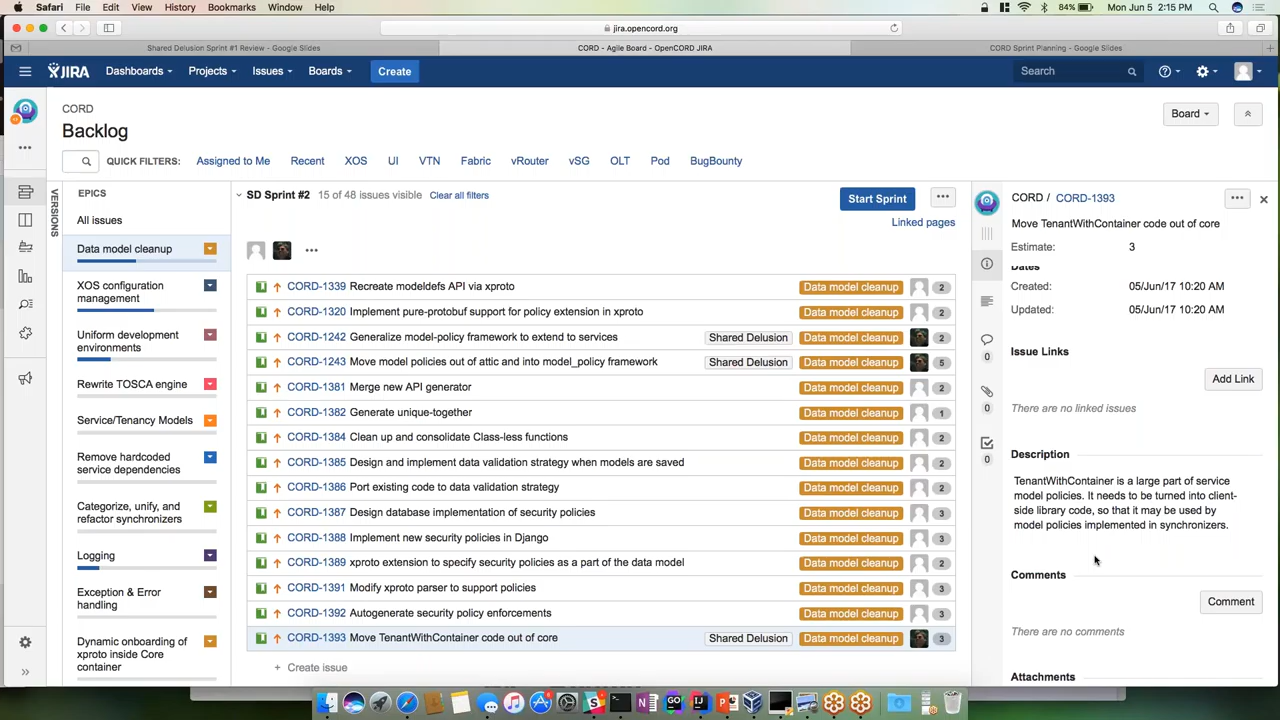 Safari File Edit View History Bookmarks Window Help
84% Mon Jun 5 2:15 PM
jira.opencord.org
Shared Delusion Sprint #1 Review - Google Slides
CORD - Agile Board - OpenCORD JIRA
CORD Sprint Planning - Google Slides
JIRA Dashboards Projects Issues Boards Create Search
CORD
Backlog
Board
QUICK FILTERS: Assigned to Me Recent XOS UI VTN Fabric vRouter vSG OLT Pod BugBounty
VERSIONS
EPICS
All issues
Data model cleanup
XOS configuration
management
Uniform development
environments
Rewrite TOSCA engine
Service/Tenancy Models
Remove hardcoded
service dependencies
Categorize, unify, and
refactor synchronizers
Logging
Exception & Error
handling
Dynamic onboarding of
xproto inside Core
container
SD Sprint #2 15 of 48 issues visible Clear all filters
Start Sprint
Linked pages
CORD-1339 Recreate modeldefs API via xproto Data model cleanup 2
CORD-1320 Implement pure-protobuf support for policy extension in xproto Data model cleanup 2
CORD-1242 Generalize model-policy framework to extend to services Shared Delusion Data model cleanup 2
CORD-1243 Move model policies out of attic and into model_policy framework Shared Delusion Data model cleanup 5
CORD-1381 Merge new API generator Data model cleanup 2
CORD-1382 Generate unique-together Data model cleanup 1
CORD-1384 Clean up and consolidate Class-less functions Data model cleanup 2
CORD-1385 Design and implement data validation strategy when models are saved Data model cleanup 2
CORD-1386 Port existing code to data validation strategy Data model cleanup 2
CORD-1387 Design database implementation of security policies Data model cleanup 3
CORD-1388 Implement new security policies in Django Data model cleanup 3
CORD-1389 xproto extension to specify security policies as a part of the data model Data model cleanup 2
CORD-1391 Modify xproto parser to support policies Data model cleanup 3
CORD-1392 Autogenerate security policy enforcements Data model cleanup 3
CORD-1393 Move TenantWithContainer code out of core Shared Delusion Data model cleanup 3
+ Create issue
CORD / CORD-1393
Move TenantWithContainer code out of core
Estimate: 3
Dates
Created: 05/Jun/17 10:20 AM
Updated: 05/Jun/17 10:20 AM
Issue Links
Add Link
There are no linked issues
Description
TenantWithContainer is a large part of service
model policies. It needs to be turned into client-
side library code, so that it may be used by
model policies implemented in synchronizers.
Comments
Comment
There are no comments
Attachments
0
0
0